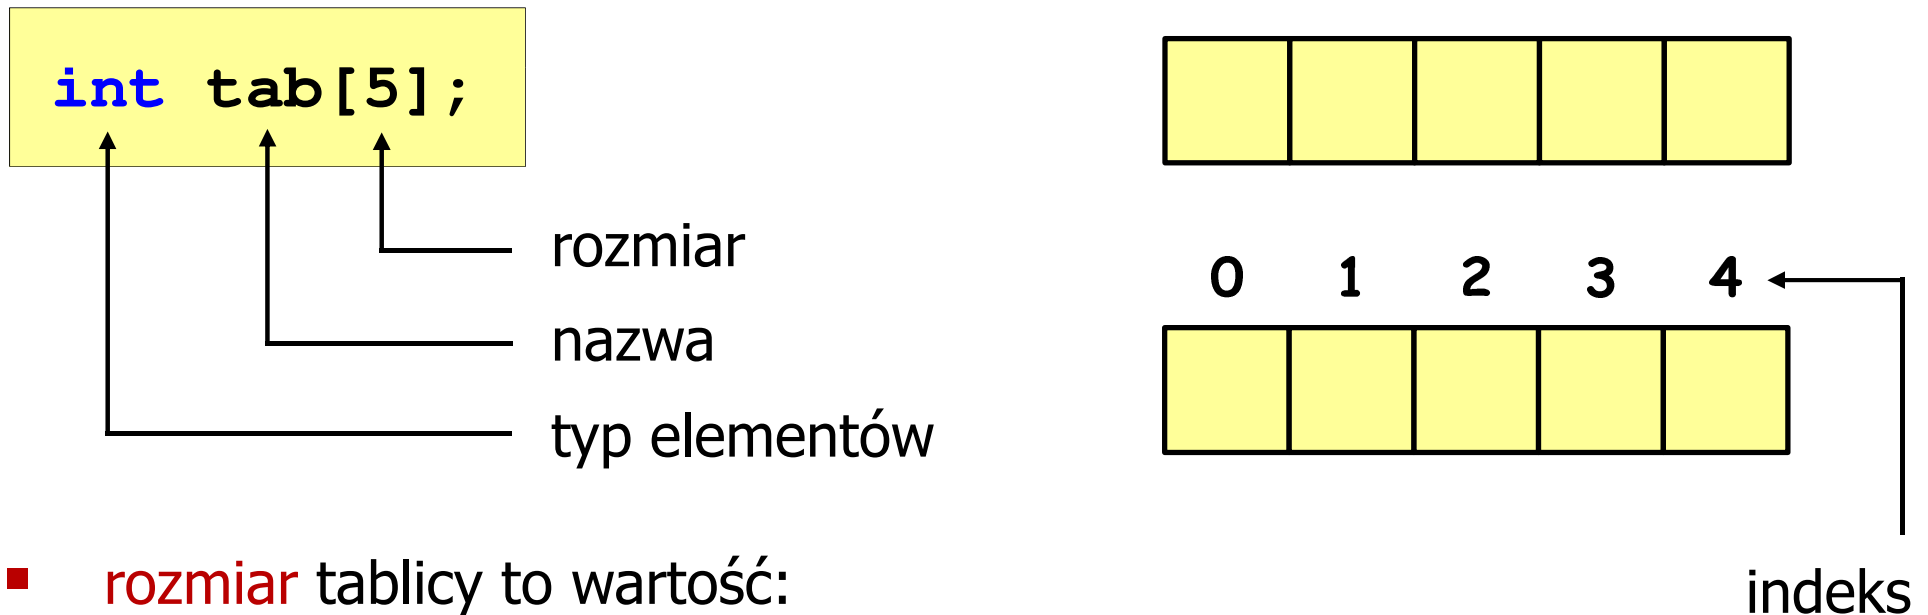 int tab[5];
rozmiar
nazwa
typ elementów
0 1 2 3 4
indeks
rozmiar tablicy to wartość: